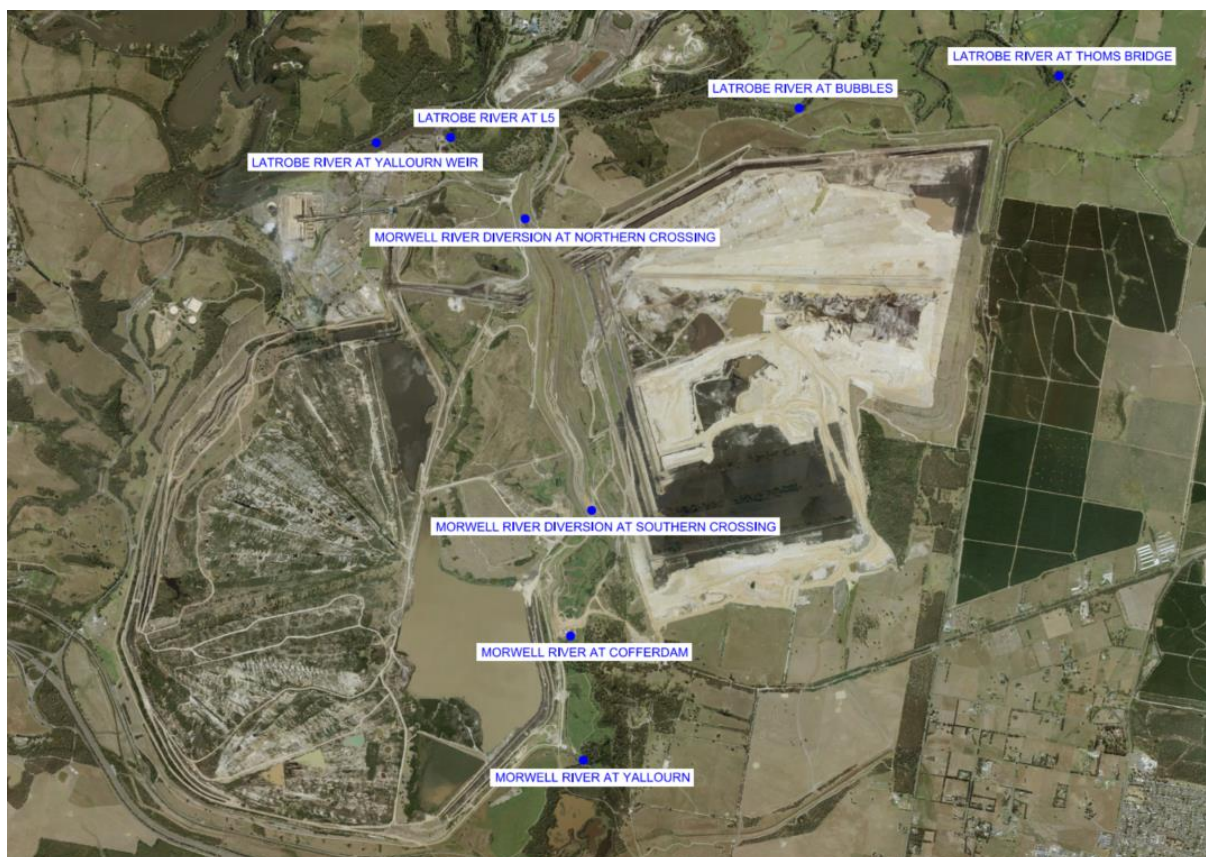 LATROBE RIVER AT THOMS BRIDGE
LATROBE RIVER AT BUBBLES
LATROBE RIVER AT L5
LATROBE RIVER AT YALLOURN WEIR
MORWELL RIVER DIVERSION AT NORTHERN CROSSING
MORWELL RIVER DIVERSION AT SOUTHERN CROSSING
MORWELL RIVER AT COFFERDAM
MORWELL RIVER AT YALLOURN